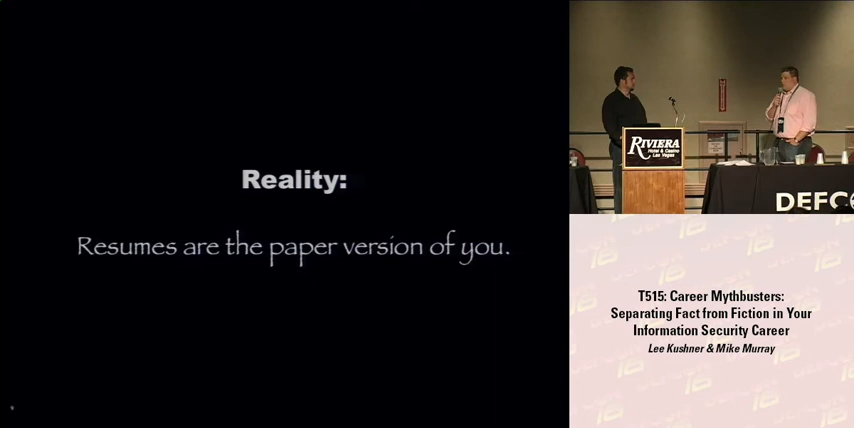 Reality:
Resumes are the paper version of you.
RIVIERA
Hotel & Casino
Las Vegas
DEFCO
T515: Career Mythbusters:
Separating Fact from Fiction in Your
Information Security Career
Lee Kushner & Mike Murray